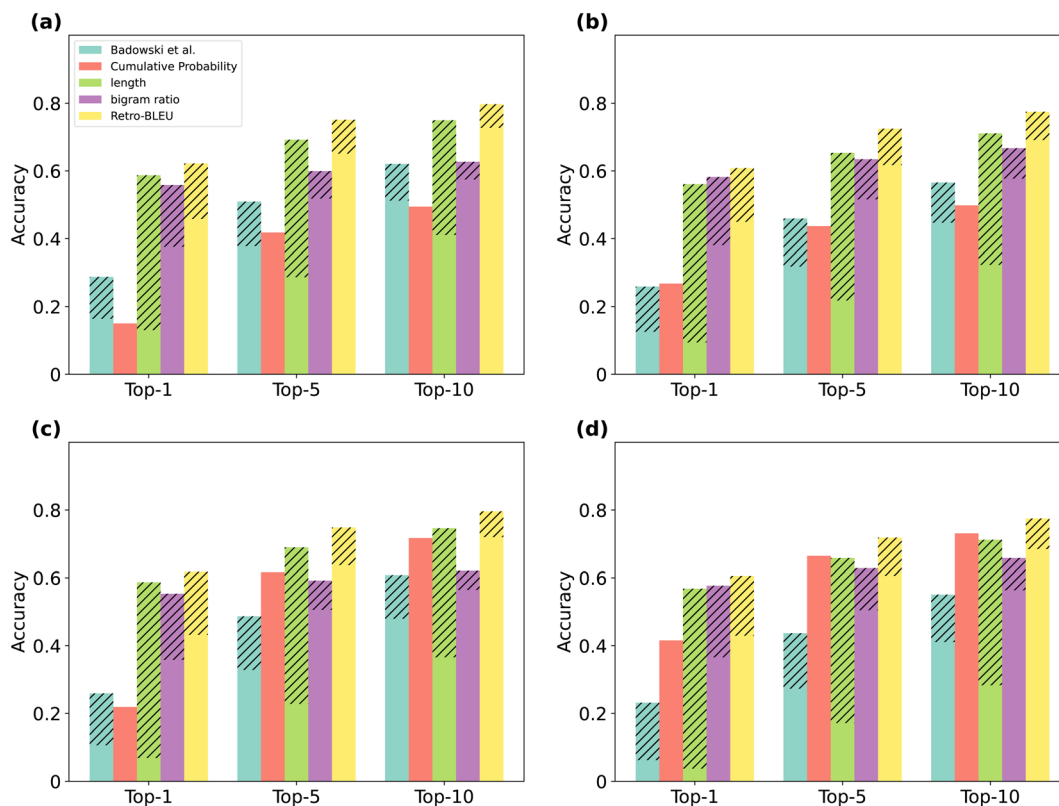 (a)
Accuracy
0.8
0.6
0.4
0.2
0
Badowski et al.
Cumulative Probability
length
bigram ratio
Retro-BLEU
Top-1 Top-5 Top-10
(b)
Accuracy
0.8
0.6
0.4
0.2
0
Top-1 Top-5 Top-10
(c)
Accuracy
0.8
0.6
0.4
0.2
0
Top-1 Top-5 Top-10
(d)
Accuracy
0.8
0.6
0.4
0.2
0
Top-1 Top-5 Top-10